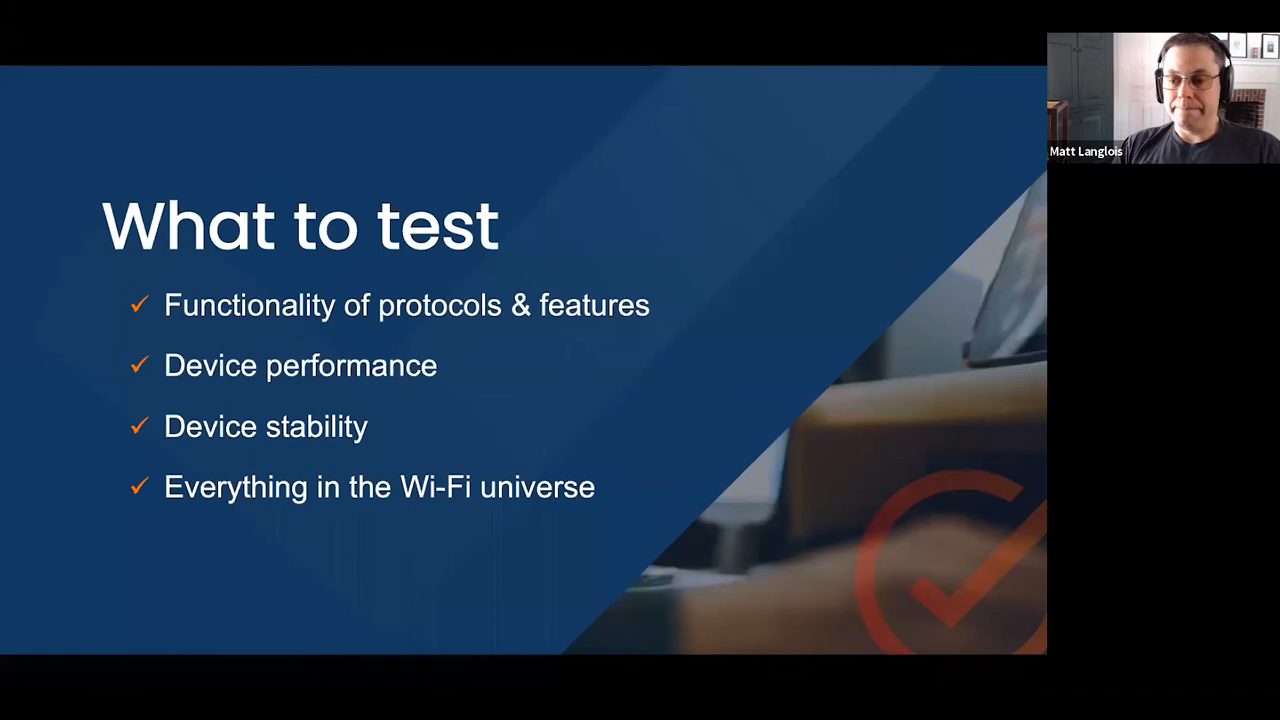 What to test
✓ Functionality of protocols & features
✓ Device performance
✓ Device stability
✓ Everything in the Wi-Fi universe
Matt Langlois